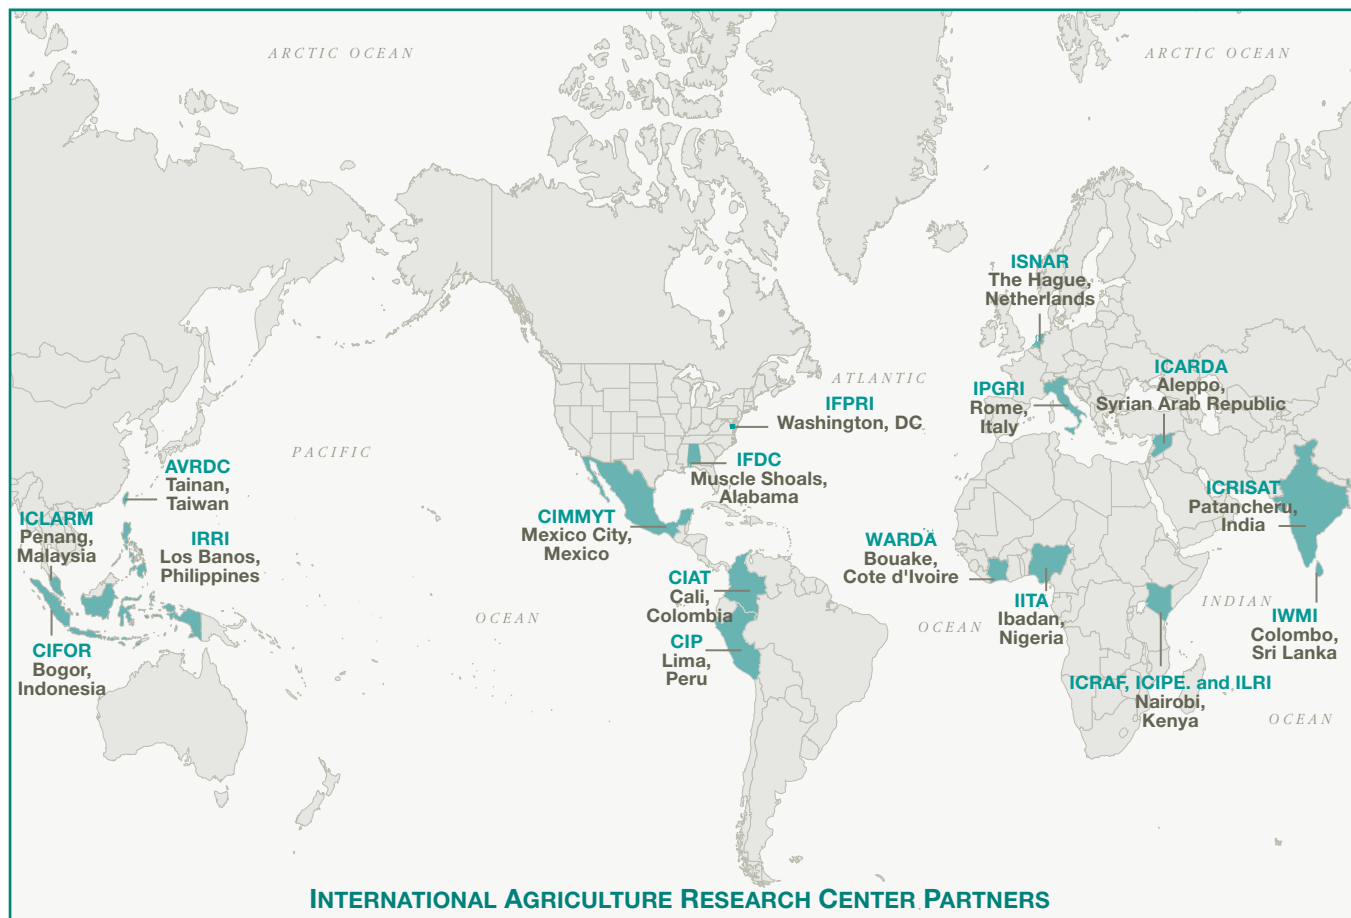 ARCTIC OCEAN
ARCTIC OCEAN
ISNAR
The Hague,
Netherlands
ICARDA
Aleppo,
Syrian Arab Republic
ATLANTIC
IFPRI
Washington, DC
IPGRI
Rome,
Italy
PACIFIC
IFDC
Muscle Shoals,
Alabama
AVRDC
Tainan,
Taiwan
ICRISAT
Patancheru,
India
ICLARM
Penang,
Malaysia
IRRI
Los Banos,
Philippines
CIMMYT
Mexico City,
Mexico
WARDA
Bouake,
Cote d'Ivoire
CIAT
Cali,
Colombia
IITA
Ibadan,
Nigeria
INDIAN
IWMI
Colombo,
Sri Lanka
OCEAN
OCEAN
CIP
Lima,
Peru
CIFOR
Bogor,
Indonesia
ICRAF, ICIPE. and ILRI
Nairobi,
Kenya
OCEAN
INTERNATIONAL AGRICULTURE RESEARCH CENTER PARTNERS